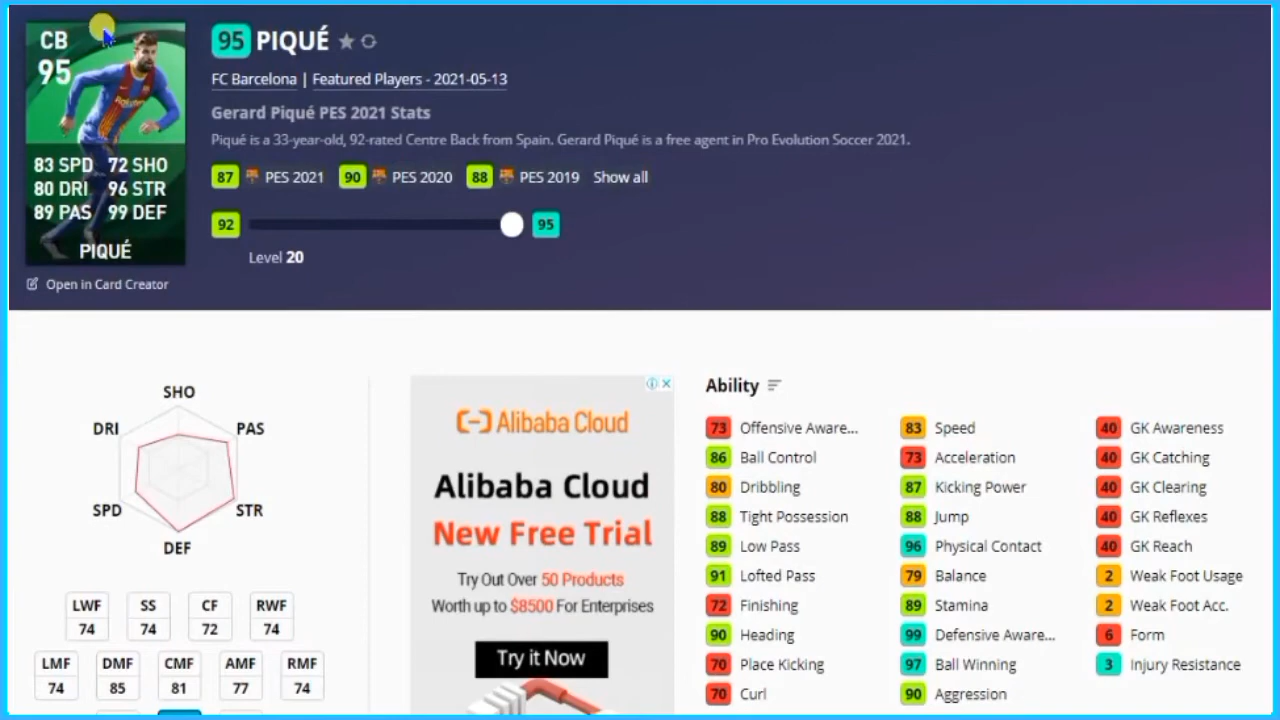 CB
95
83 SPD 72 SHO
80 DRI 96 STR
89 PAS 99 DEF
PIQUÉ
Open in Card Creator
95 PIQUÉ
FC Barcelona | Featured Players - 2021-05-13
Gerard Piqué PES 2021 Stats
Piqué is a 33-year-old, 92-rated Centre Back from Spain. Gerard Piqué is a free agent in Pro Evolution Soccer 2021.
87 PES 2021 90 PES 2020 88 PES 2019 Show all
92 95
Level 20
SHO
DRI PAS
SPD STR
DEF
LWF SS CF RWF
74 74 72 74
LMF DMF CMF AMF RMF
74 85 81 77 74
Alibaba Cloud
Alibaba Cloud
New Free Trial
Try Out Over 50 Products
Worth up to $8500 For Enterprises
Try it Now
Ability
73 Offensive Aware...
86 Ball Control
80 Dribbling
88 Tight Possession
89 Low Pass
91 Lofted Pass
72 Finishing
90 Heading
70 Place Kicking
70 Curl
83 Speed
73 Acceleration
87 Kicking Power
88 Jump
96 Physical Contact
79 Balance
89 Stamina
99 Defensive Aware...
97 Ball Winning
90 Aggression
40 GK Awareness
40 GK Catching
40 GK Clearing
40 GK Reflexes
40 GK Reach
2 Weak Foot Usage
2 Weak Foot Acc.
6 Form
3 Injury Resistance